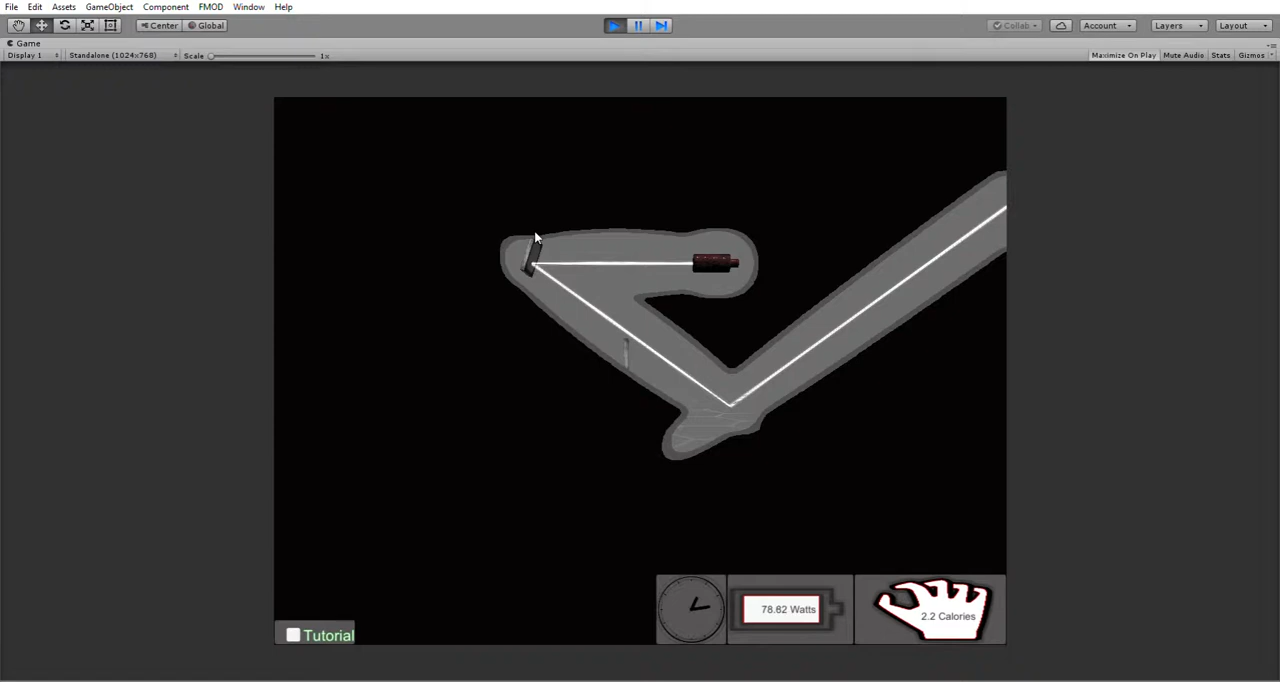 File Edit Assets GameObject Component FMOD Window Help
Center Global Collab Account Layers Layout
Game
Display 1 Standalone (1024x768) Scale 1x Maximize On Play Mute Audio Stats Gizmos
78.62 Watts
2.2 Calories
Tutorial